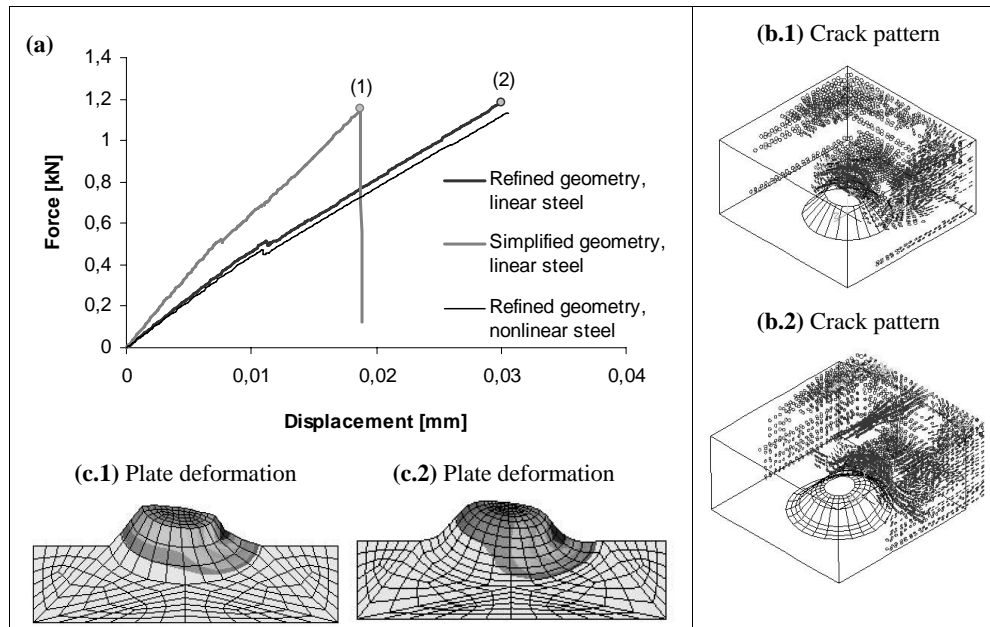 (a)
1,4
1,2
1
0,8
0,6
0,4
0,2
0
Force [kN]
0
0,01
0,02
0,03
0,04
Displacement [mm]
(1)
(2)
Refined geometry,
linear steel
Simplified geometry,
linear steel
Refined geometry,
nonlinear steel
(b.1) Crack pattern
(b.2) Crack pattern
(c.1) Plate deformation
(c.2) Plate deformation